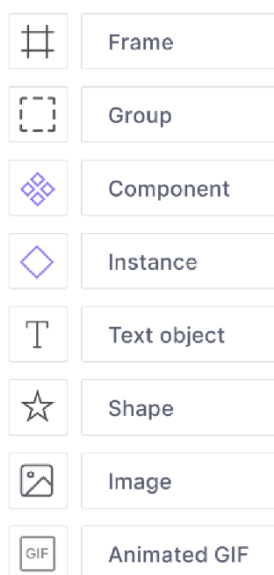 Frame
Group
Component
Instance
Text object
Shape
Image
GIF Animated GIF